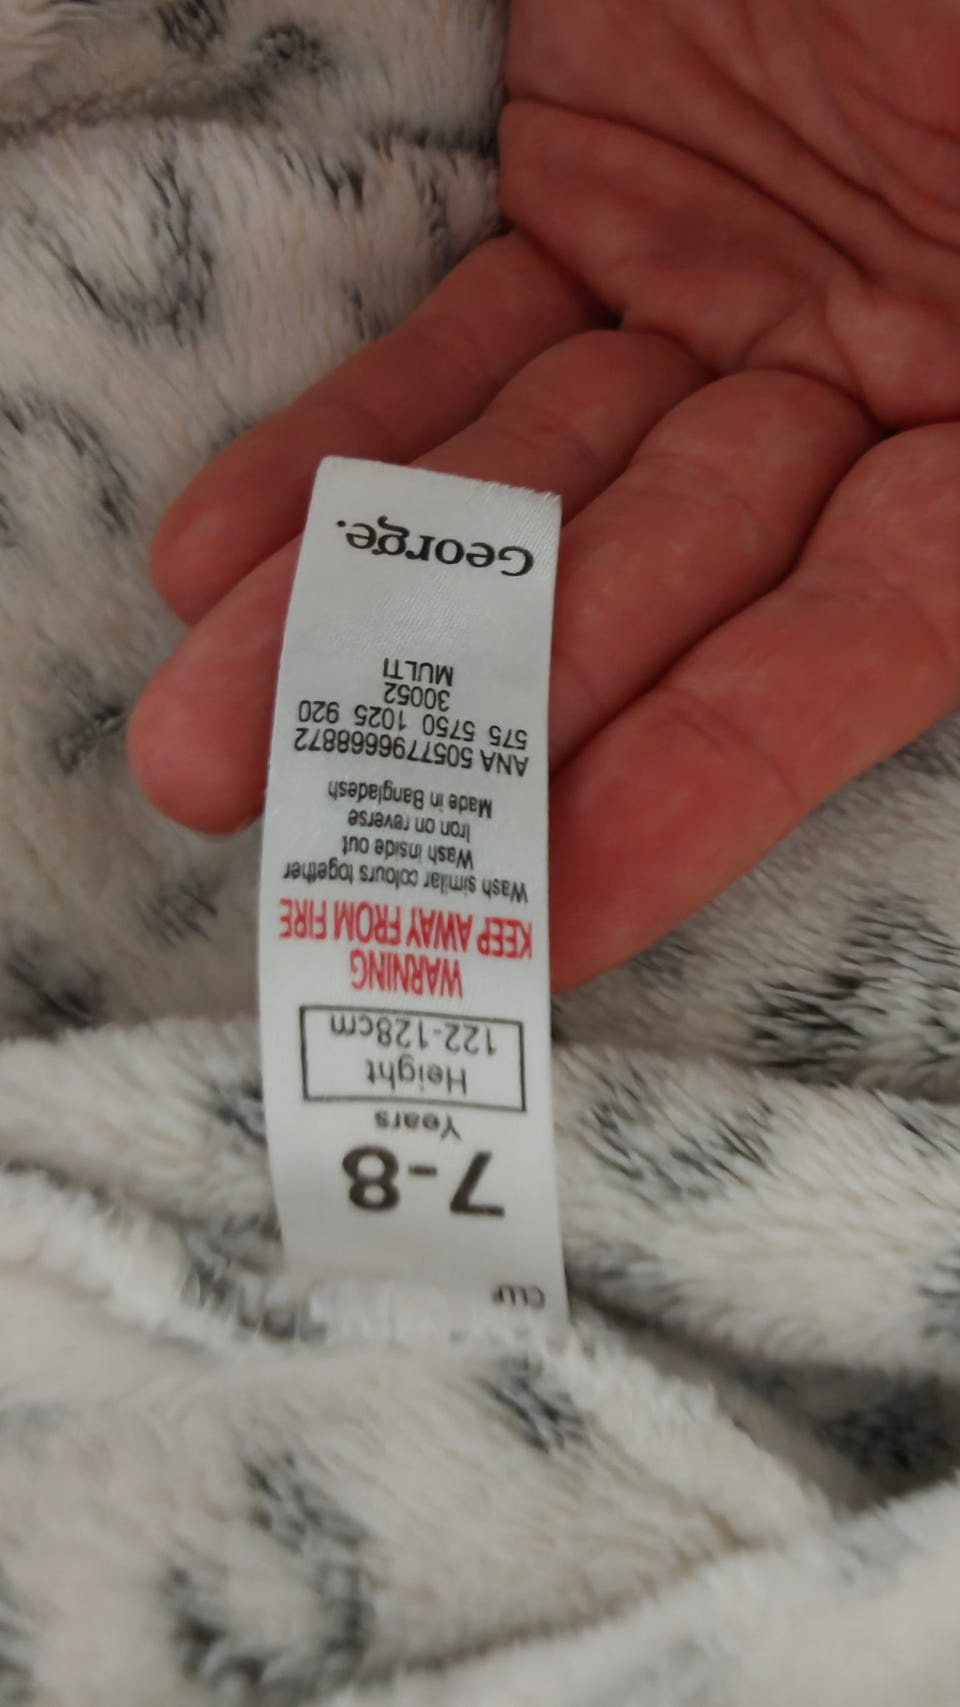 CLLF
7-8
Years
Height
122-128cm
WARNING
KEEP AWAY FROM FIRE
Wash similar colours together
Wash inside out
Iron on reverse
Made in Bangladesh
ANA 5057796668872
575 5750 1025 920
30052
MULTI
George.